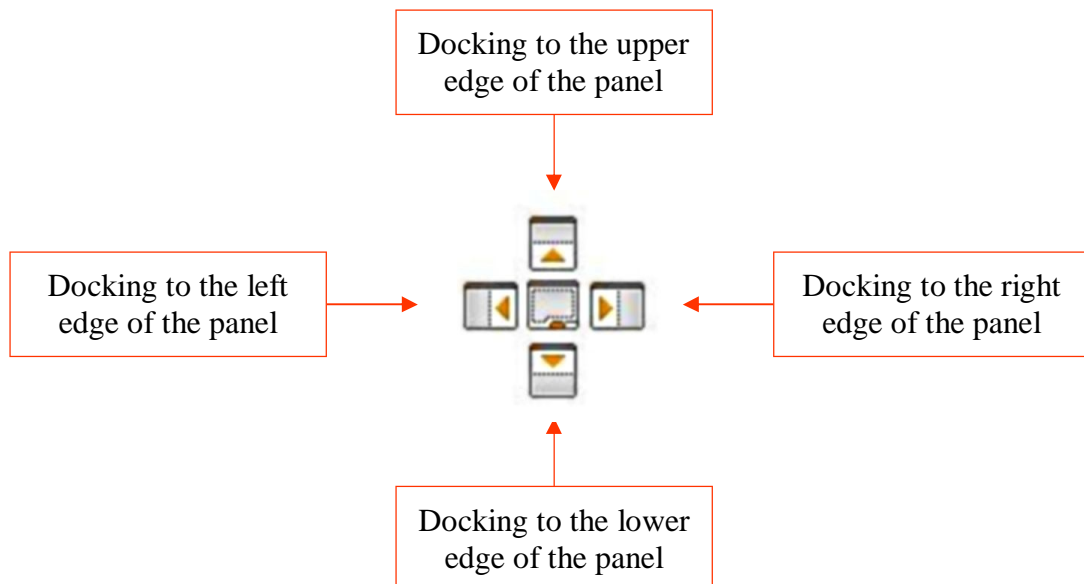 Docking to the upper
edge of the panel
Docking to the left
edge of the panel
Docking to the right
edge of the panel
Docking to the lower
edge of the panel